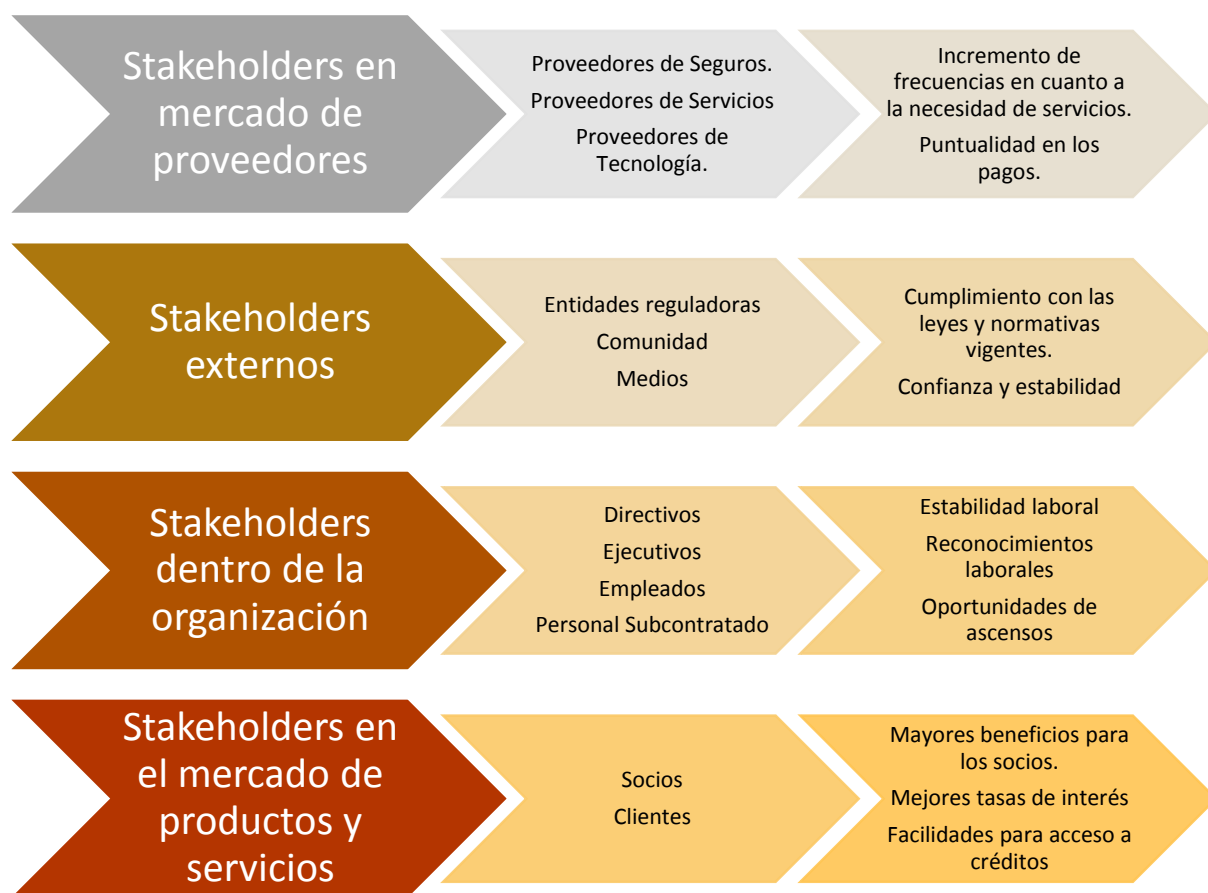 Stakeholders en
mercado de
proveedores
Proveedores de Seguros.
Proveedores de Servicios
Proveedores de
Tecnología.
Incremento de
frecuencias en cuanto a
la necesidad de servicios.
Puntualidad en los
pagos.
Stakeholders
externos
Entidades reguladoras
Comunidad
Medios
Cumplimiento con las
leyes y normativas
vigentes.
Confianza y estabilidad
Stakeholders
dentro de la
organización
Directivos
Ejecutivos
Empleados
Personal Subcontratado
Estabilidad laboral
Reconocimientos
laborales
Oportunidades de
ascensos
Stakeholders en
el mercado de
productos y
servicios
Socios
Clientes
Mayores beneficios para
los socios.
Mejores tasas de interés
Facilidades para acceso a
créditos